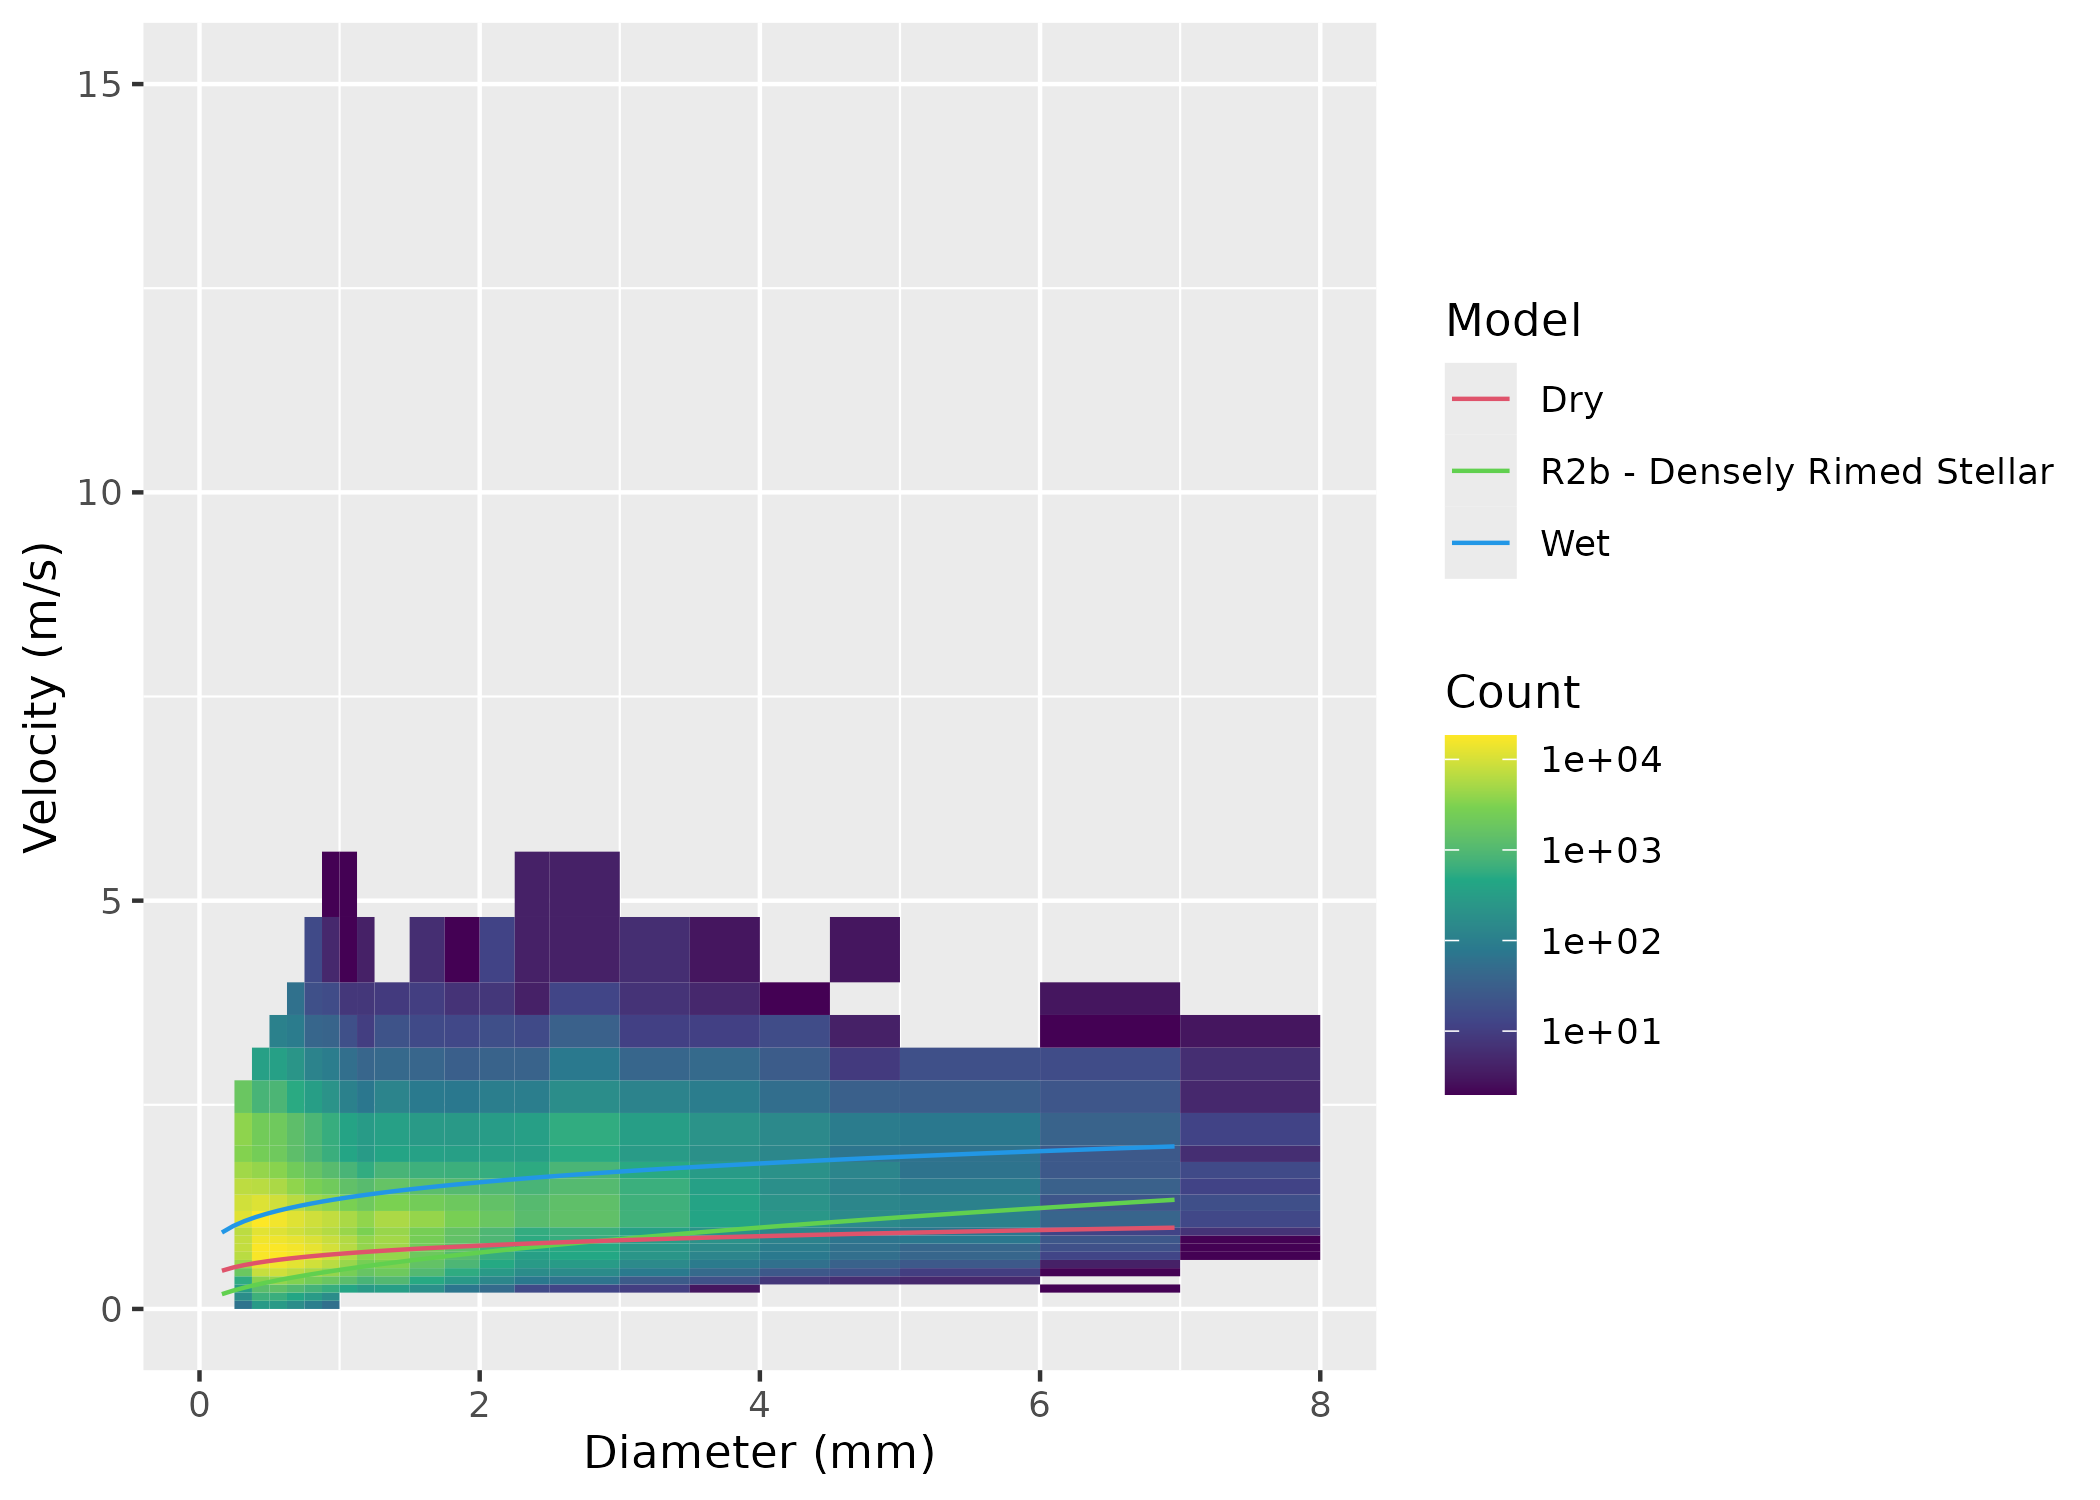 15
10
5
0
Velocity (m/s)
0 2 4 6 8
Diameter (mm)
Model
Dry
R2b - Densely Rimed Stellar
Wet
Count
1e+04
1e+03
1e+02
1e+01